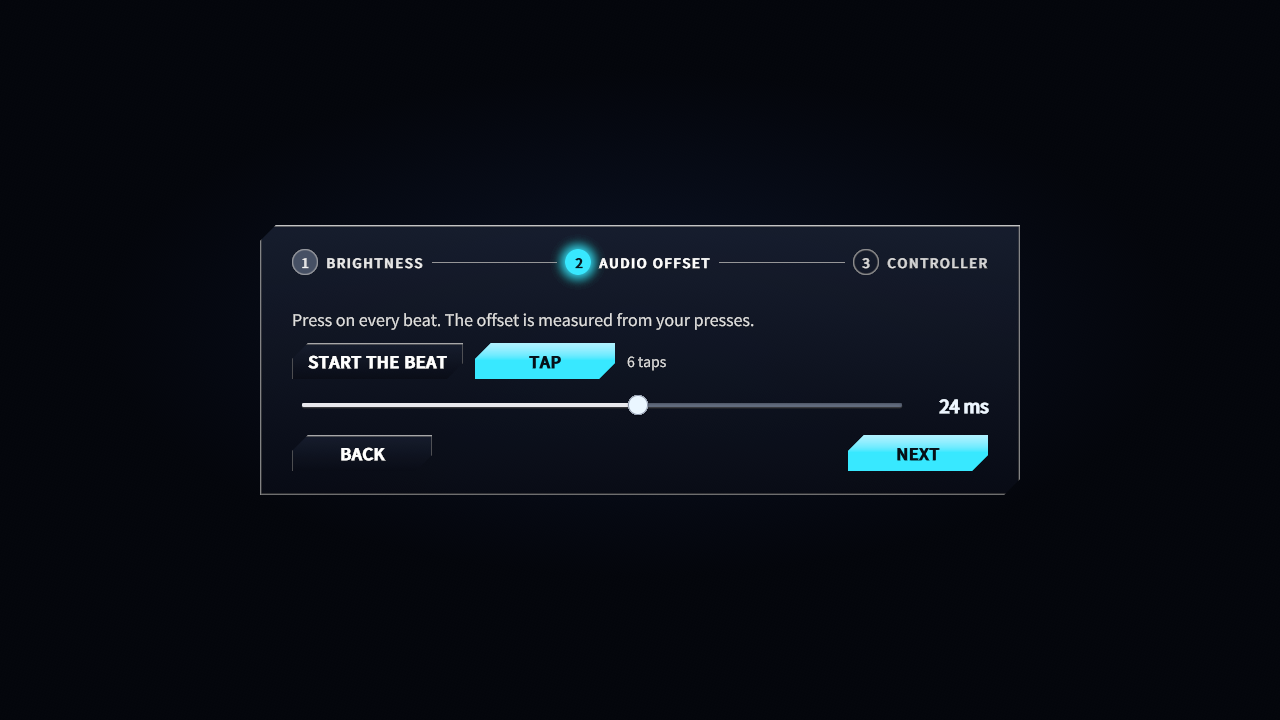 1 BRIGHTNESS 2 AUDIO OFFSET 3 CONTROLLER
Press on every beat. The offset is measured from your presses.
START THE BEAT TAP 6 taps
24 ms
BACK NEXT